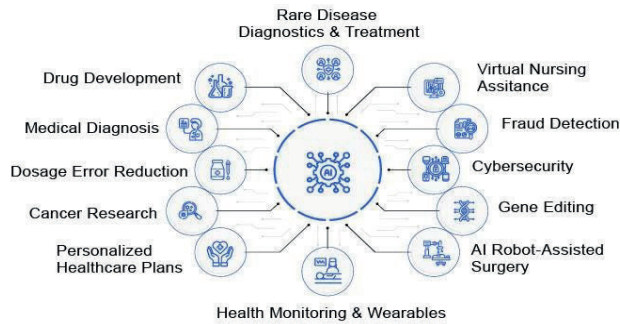 Rare Disease
Diagnostics & Treatment
Drug Development
Virtual Nursing
Assitance
Medical Diagnosis
Fraud Detection
Dosage Error Reduction
AI
Cybersecurity
Cancer Research
Gene Editing
Personalized
Healthcare Plans
AI Robot-Assisted
Surgery
Health Monitoring & Wearables